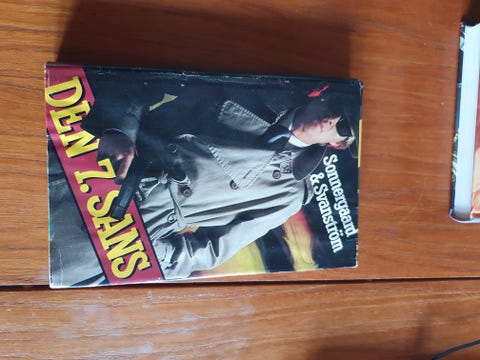 Sonnergaard
& Svanström
DEN 7. SANS